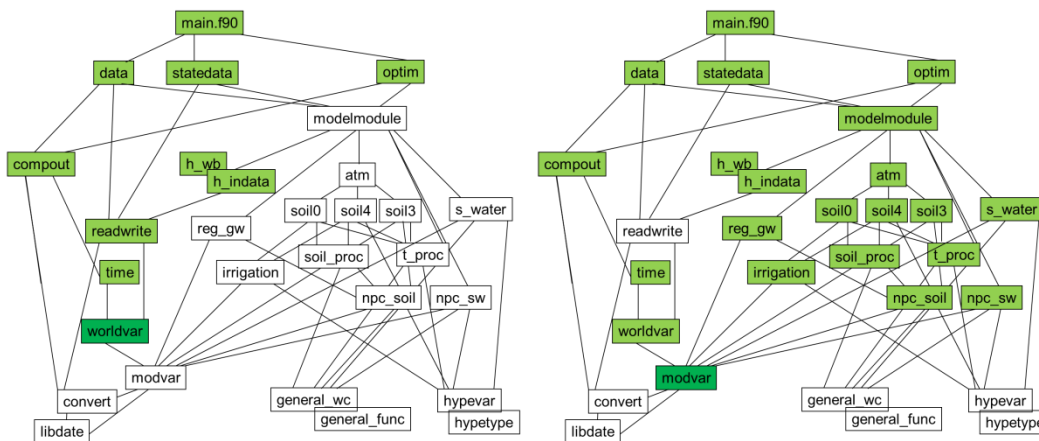 main.f90
data
statedata
optim
modelmodule
compout
h_wb
h_indata
atm
soil0
soil4
soil3
s_water
readwrite
reg_gw
soil_proc
t_proc
time
irrigation
npc_soil
npc_sw
worldvar
modvar
convert
general_wc
hypevar
general_func
hypetype
libdate
main.f90
data
statedata
optim
modelmodule
compout
h_wb
h_indata
atm
soil0
soil4
soil3
s_water
readwrite
reg_gw
soil_proc
t_proc
time
irrigation
npc_soil
npc_sw
worldvar
modvar
convert
general_wc
hypevar
general_func
hypetype
libdate